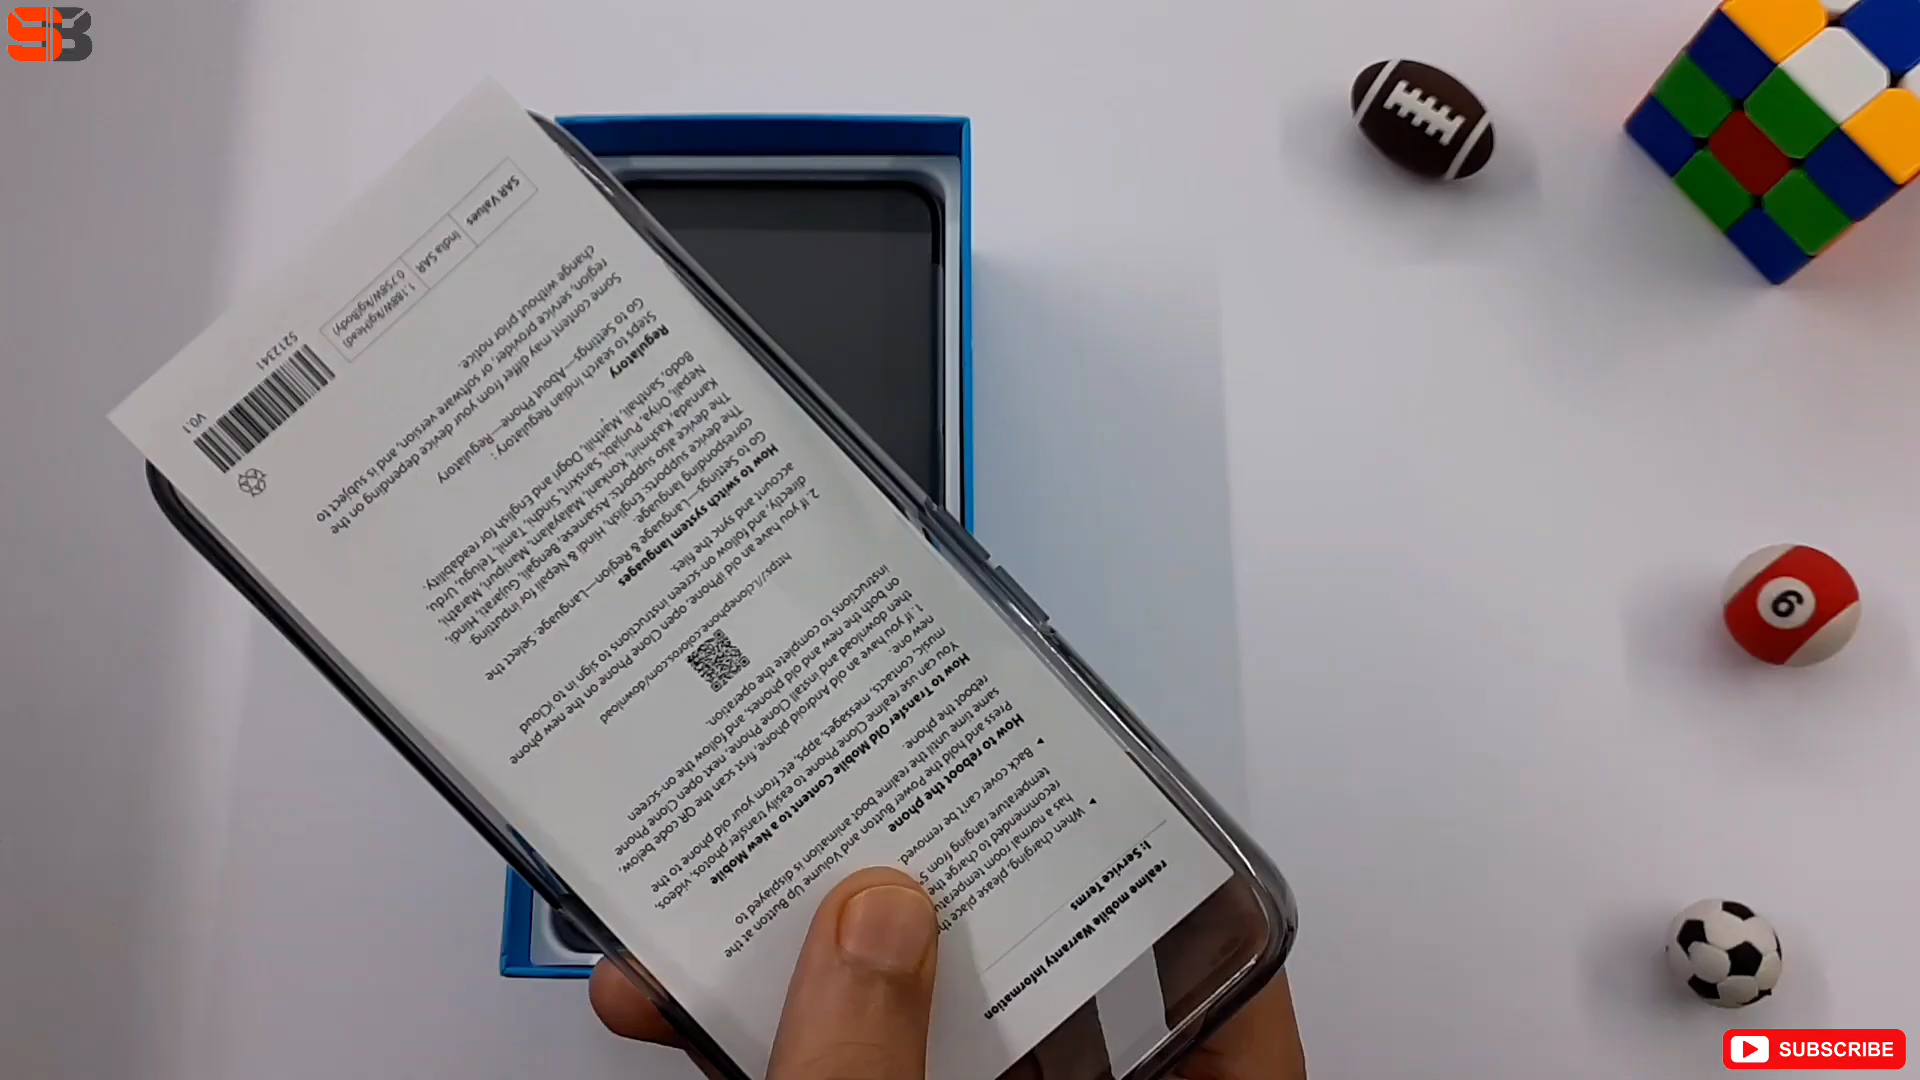 SB
realme mobile Warranty Information
1: Service Terms
When charging, please place the
has a normal room
recommended to charge the
temperature ranging from 5
Back cover can't be removed.
How to reboot the phone
Press and hold the Power Button and Volume Up Button at the
same time until the realme boot animation is displayed to
reboot the phone.
How to Transfer Old Mobile Content to a New Mobile
You can use realme Clone Phone to easily transfer photos, videos,
music, contacts, messages, apps, etc from your old phone to the
new one.
1. If you have an old Android phone, first scan the QR code below,
then download and install Clone Phone, next open Clone Phone
on both the new and old phones, and follow the on-screen
instructions to complete the operation.
https://i.clonephone.coloros.com/download
2. If you have an old iPhone, open Clone Phone on the new phone
directly, and follow on-screen instructions to sign in to iCloud
account and sync the files.
How to switch system languages
Go to Settings—Language & Region—Language. Select the
corresponding language.
The device supports: English, Hindi & Nepali for inputting.
The device also supports: Assamese, Bengali, Gujarati, Hindi,
Kannada, Kashmiri, Konkani, Malayalam, Manipuri, Marathi,
Nepali, Oriya, Punjabi, Sanskrit, Sindhi, Tamil, Telugu, Urdu,
Bodo, Santhali, Maithili, Dogri and English for readability.
Regulatory
Steps to search Indian Regulatory :
Go to Settings—About Phone—Regulatory
Some content may differ from your device depending on the
region, service provider, or software version, and is subject to
change without prior notice.
SAR Values
India SAR
1.188W/kg(Head)
0.758W/kg(Body)
5212341
V0.1
9
SUBSCRIBE